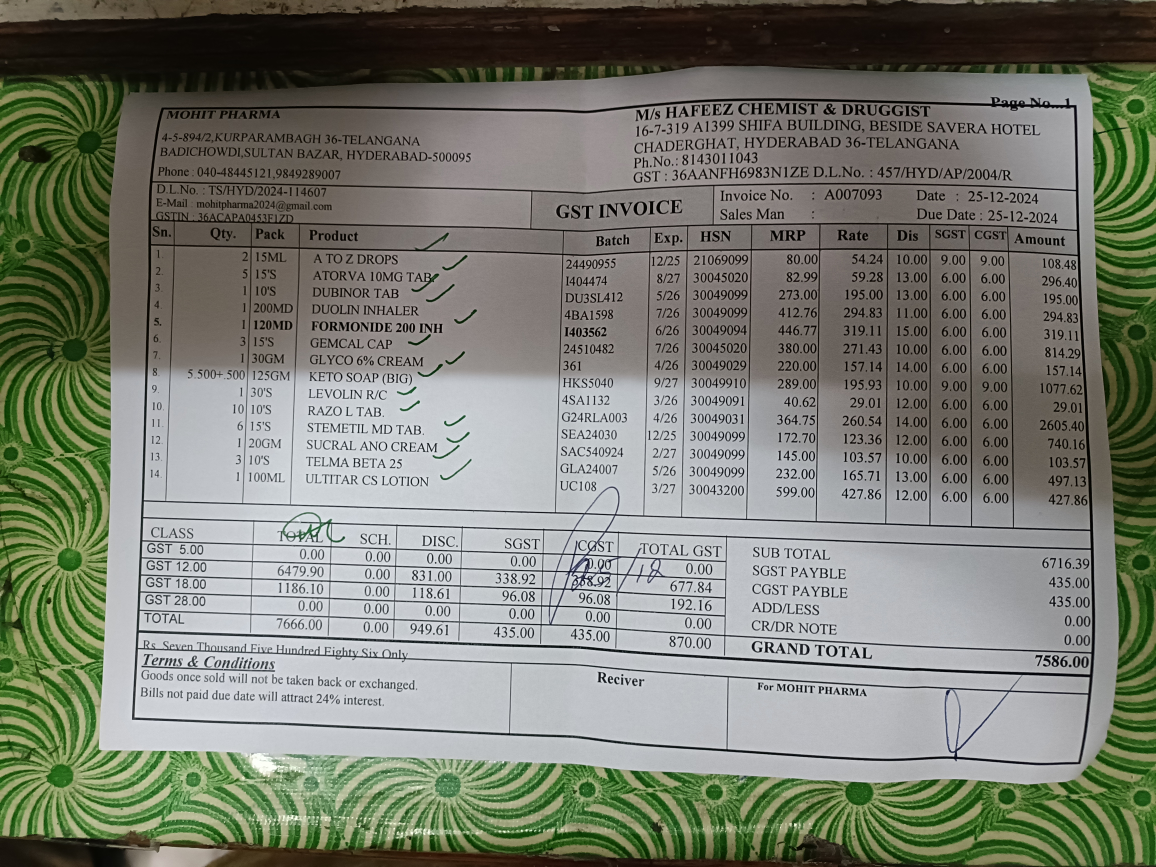 Page No...1
MOHIT PHARMA
4-5-894/2,KURPARAMBAGH 36-TELANGANA
BADICHOWDI,SULTAN BAZAR, HYDERABAD-500095
Phone : 040-48445121,9849289007
D.L.No. : TS/HYD/2024-114607
E-Mail : mohitpharma2024@gmail.com
GSTIN : 36ACAPA0453F1ZD
M/s HAFEEZ CHEMIST & DRUGGIST
16-7-319 A1399 SHIFA BUILDING, BESIDE SAVERA HOTEL
CHADERGHAT, HYDERABAD 36-TELANGANA
Ph.No.: 8143011043
GST : 36AANFH6983N1ZE D.L.No. : 457/HYD/AP/2004/R
GST INVOICE
Invoice No. : A007093 Date : 25-12-2024
Sales Man : Due Date : 25-12-2024
Sn. Qty. Pack Product Batch Exp. HSN MRP Rate Dis SGST CGST Amount
1. 2 15ML A TO Z DROPS 24490955 12/25 21069099 80.00 54.24 10.00 9.00 9.00 108.48
2. 5 15'S ATORVA 10MG TAB I404474 8/27 30045020 82.99 59.28 13.00 6.00 6.00 296.40
3. 1 10'S DUBINOR TAB DU3SL412 5/26 30049099 273.00 195.00 13.00 6.00 6.00 195.00
4. 1 200MD DUOLIN INHALER 4BA1598 7/26 30049099 412.76 294.83 11.00 6.00 6.00 294.83
5. 1 120MD FORMONIDE 200 INH I403562 6/26 30049094 446.77 319.11 15.00 6.00 6.00 319.11
6. 3 15'S GEMCAL CAP 24510482 7/26 30045020 380.00 271.43 10.00 6.00 6.00 814.29
7. 1 30GM GLYCO 6% CREAM 361 4/26 30049029 220.00 157.14 14.00 6.00 6.00 157.14
8. 5.500+.500 125GM KETO SOAP (BIG) HKS5040 9/27 30049910 289.00 195.93 10.00 9.00 9.00 1077.62
9. 1 30'S LEVOLIN R/C 4SA1132 3/26 30049091 40.62 29.01 12.00 6.00 6.00 29.01
10. 10 10'S RAZO L TAB. G24RLA003 4/26 30049031 364.75 260.54 14.00 6.00 6.00 2605.40
11. 6 15'S STEMETIL MD TAB. SEA24030 12/25 30049099 172.70 123.36 12.00 6.00 6.00 740.16
12. 1 20GM SUCRAL ANO CREAM SAC540924 2/27 30049099 145.00 103.57 10.00 6.00 6.00 103.57
13. 3 10'S TELMA BETA 25 GLA24007 5/26 30049099 232.00 165.71 13.00 6.00 6.00 497.13
14. 1 100ML ULTITAR CS LOTION UC108 3/27 30043200 599.00 427.86 12.00 6.00 6.00 427.86
CLASS TOTAL SCH. DISC. SGST CGST TOTAL GST
GST 5.00 0.00 0.00 0.00 0.00 0.00 0.00
GST 12.00 6479.90 0.00 831.00 338.92 338.92 677.84
GST 18.00 1186.10 0.00 118.61 96.08 96.08 192.16
GST 28.00 0.00 0.00 0.00 0.00 0.00 0.00
TOTAL 7666.00 0.00 949.61 435.00 435.00 870.00
SUB TOTAL 6716.39
SGST PAYBLE 435.00
CGST PAYBLE 435.00
ADD/LESS 0.00
CR/DR NOTE 0.00
GRAND TOTAL 7586.00
Rs. Seven Thousand Five Hundred Eighty Six Only
Terms & Conditions
Goods once sold will not be taken back or exchanged.
Bills not paid due date will attract 24% interest.
Reciver
For MOHIT PHARMA